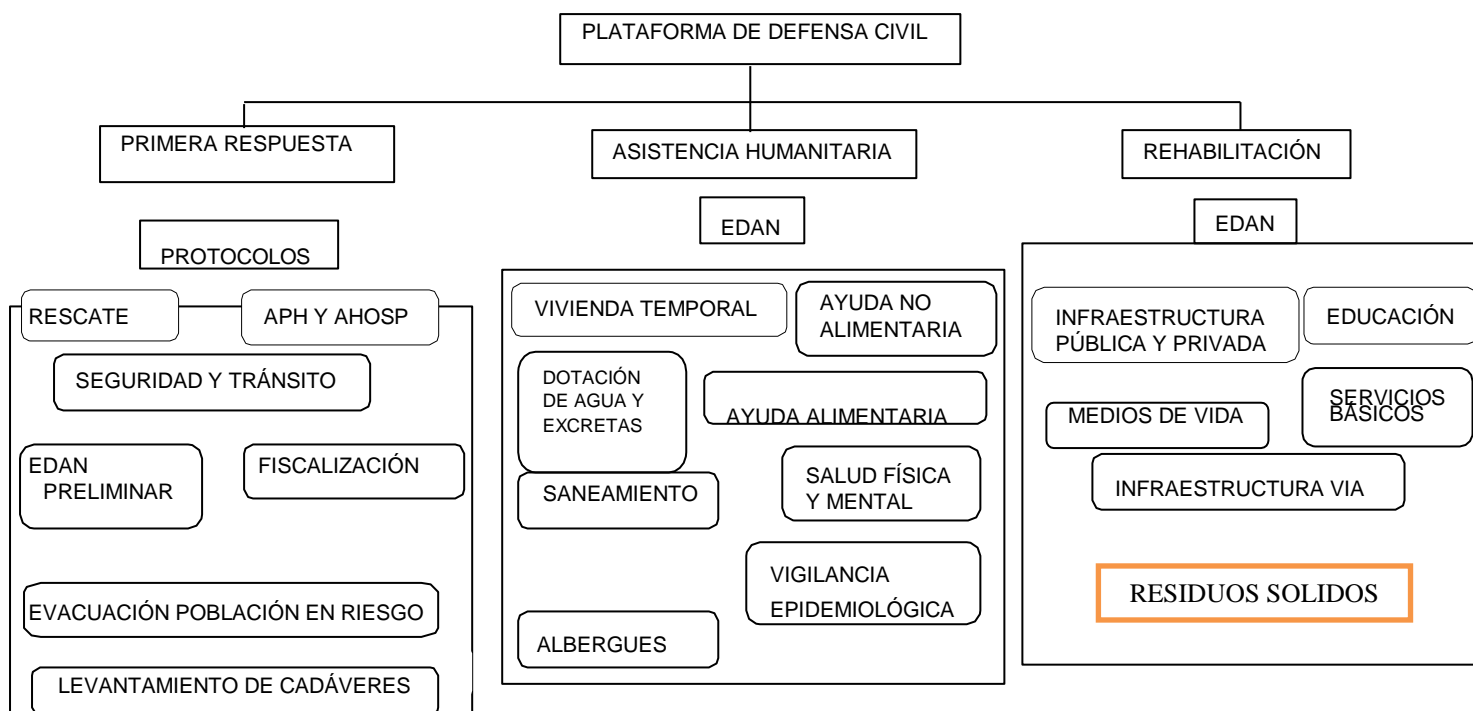 PLATAFORMA DE DEFENSA CIVIL
PRIMERA RESPUESTA
ASISTENCIA HUMANITARIA
REHABILITACIÓN
PROTOCOLOS
RESCATE
APH Y AHOSP
SEGURIDAD Y TRÁNSITO
EDAN
PRELIMINAR
FISCALIZACIÓN
EVACUACIÓN POBLACIÓN EN RIESGO
LEVANTAMIENTO DE CADÁVERES
EDAN
VIVIENDA TEMPORAL
AYUDA NO
ALIMENTARIA
DOTACIÓN
DE AGUA Y
EXCRETAS
AYUDA ALIMENTARIA
SANEAMIENTO
SALUD FÍSICA
Y MENTAL
VIGILANCIA
EPIDEMIOLÓGICA
ALBERGUES
EDAN
INFRAESTRUCTURA
PÚBLICA Y PRIVADA
EDUCACIÓN
MEDIOS DE VIDA
SERVICIOS
BÁSICOS
INFRAESTRUCTURA VIA
RESIDUOS SOLIDOS